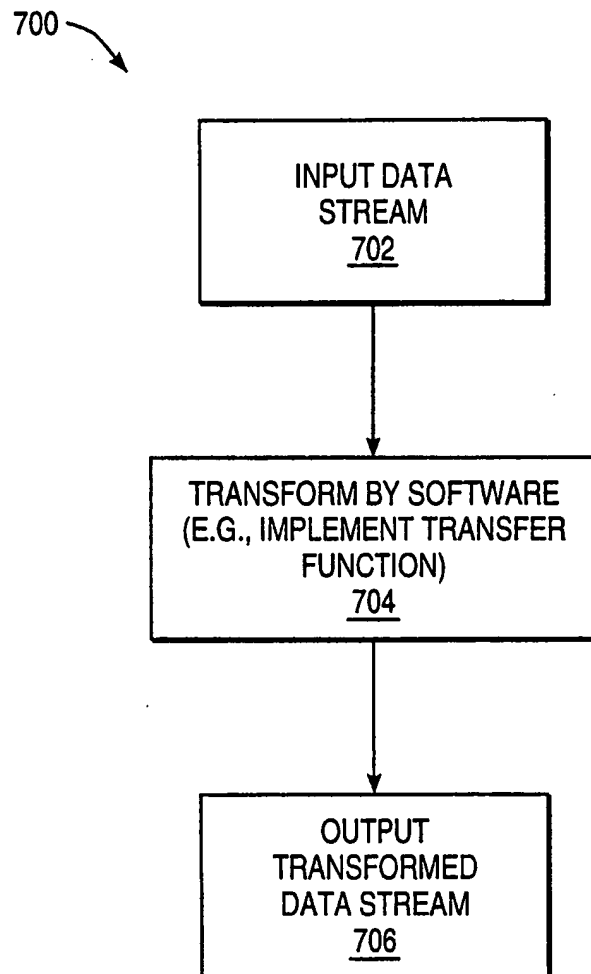 700
INPUT DATA
STREAM
702
TRANSFORM BY SOFTWARE
(E.G., IMPLEMENT TRANSFER
FUNCTION)
704
OUTPUT
TRANSFORMED
DATA STREAM
706